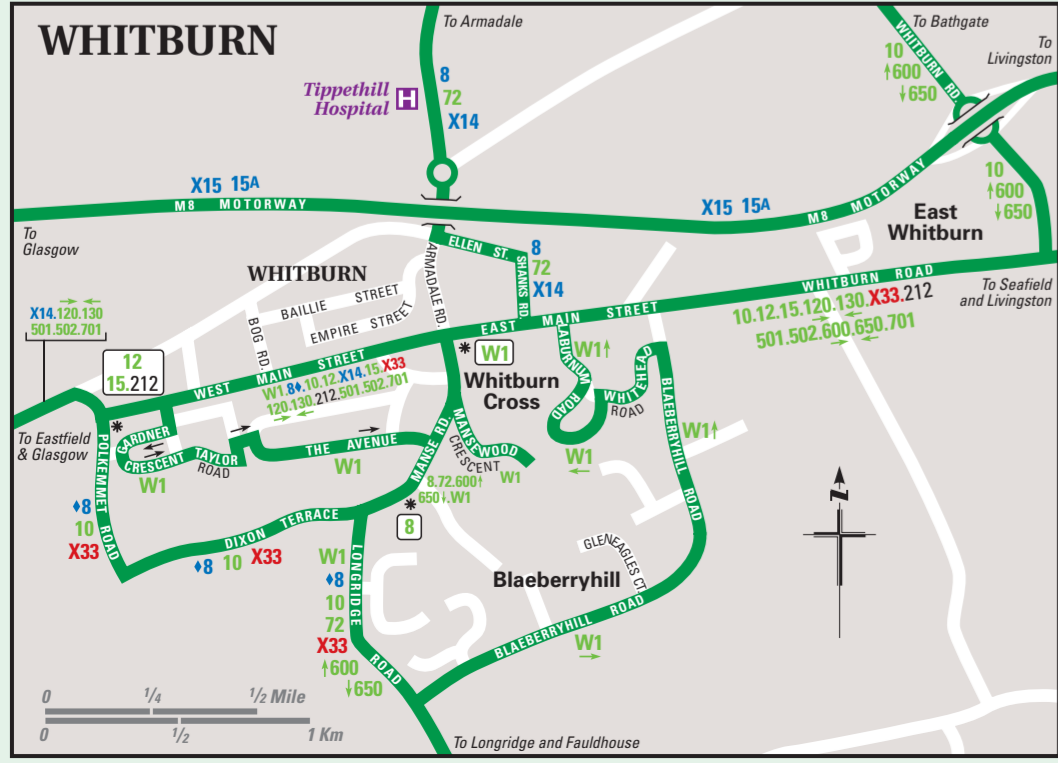 WHITBURN
To Armadale
To Bathgate
To
Livingston
Tippethill
Hospital
H
8
72
X14
WHITBURN RD.
10
↑600
↓650
X15 15A
M8 MOTORWAY
X15 15A
M8 MOTORWAY
10
↑600
↓650
East
Whitburn
To
Glasgow
ELLEN ST.
SHANKS RD.
8
72
X14
ARMADALE RD.
WHITBURN
BAILLIE STREET
EMPIRE STREET
BOG RD.
P
WHITBURN ROAD
To Seafield
and Livingston
10.12.15.120.130.X33.212
501.502.600.650.701
X14.120.130
501.502.701
12
15.212
WEST MAIN STREET
EAST MAIN STREET
W1.8♦.10.12.X14.15.X33
120.130.212.501.502.701
* W1
Whitburn
Cross
LABURNUM
ROAD
W1↑
WHITEHEAD
ROAD
BLAEBERRYHILL ROAD
W1↑
W1
←
To Eastfield
& Glasgow
*
GARDNER
CRESCENT
TAYLOR
ROAD
W1
THE AVENUE
W1
MANSE RD.
MANSEWOOD
CRESCENT
W1
8.72.600↑
650↓.W1
*
8
POLKEMMET ROAD
♦8
10
X33
DIXON TERRACE
♦8 10 X33
LONGRIDGE
ROAD
W1
♦8
10
72
X33
↑600
↓650
GLENEAGLES CT.
Blaeberryhill
BLAEBERRYHILL ROAD
W1
→
N
0 1/4 1/2 Mile
0 1/2 1 Km
To Longridge and Fauldhouse